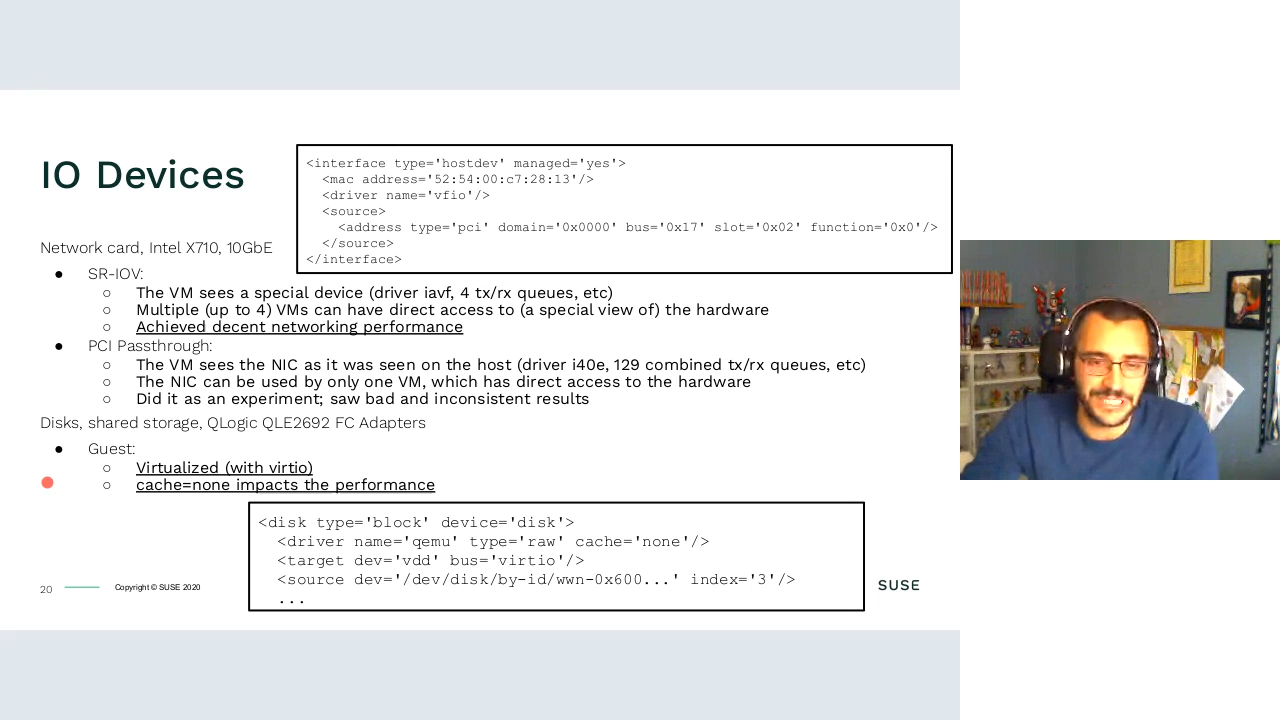 IO Devices
<interface type='hostdev' managed='yes'>
<mac address='52:54:00:c7:28:13'/>
<driver name='vfio'/>
<source>
<address type='pci' domain='0x0000' bus='0x17' slot='0x02' function='0x0'/>
</source>
</interface>
Network card, Intel X710, 10GbE
● SR-IOV:
○ The VM sees a special device (driver iavf, 4 tx/rx queues, etc)
○ Multiple (up to 4) VMs can have direct access to (a special view of) the hardware
○ Achieved decent networking performance
● PCI Passthrough:
○ The VM sees the NIC as it was seen on the host (driver i40e, 129 combined tx/rx queues, etc)
○ The NIC can be used by only one VM, which has direct access to the hardware
○ Did it as an experiment; saw bad and inconsistent results
Disks, shared storage, QLogic QLE2692 FC Adapters
● Guest:
○ Virtualized (with virtio)
○ cache=none impacts the performance
<disk type='block' device='disk'>
<driver name='qemu' type='raw' cache='none'/>
<target dev='vdd' bus='virtio'/>
<source dev='/dev/disk/by-id/wwn-0x600...' index='3'/>
...
20
Copyright © SUSE 2020
SUSE